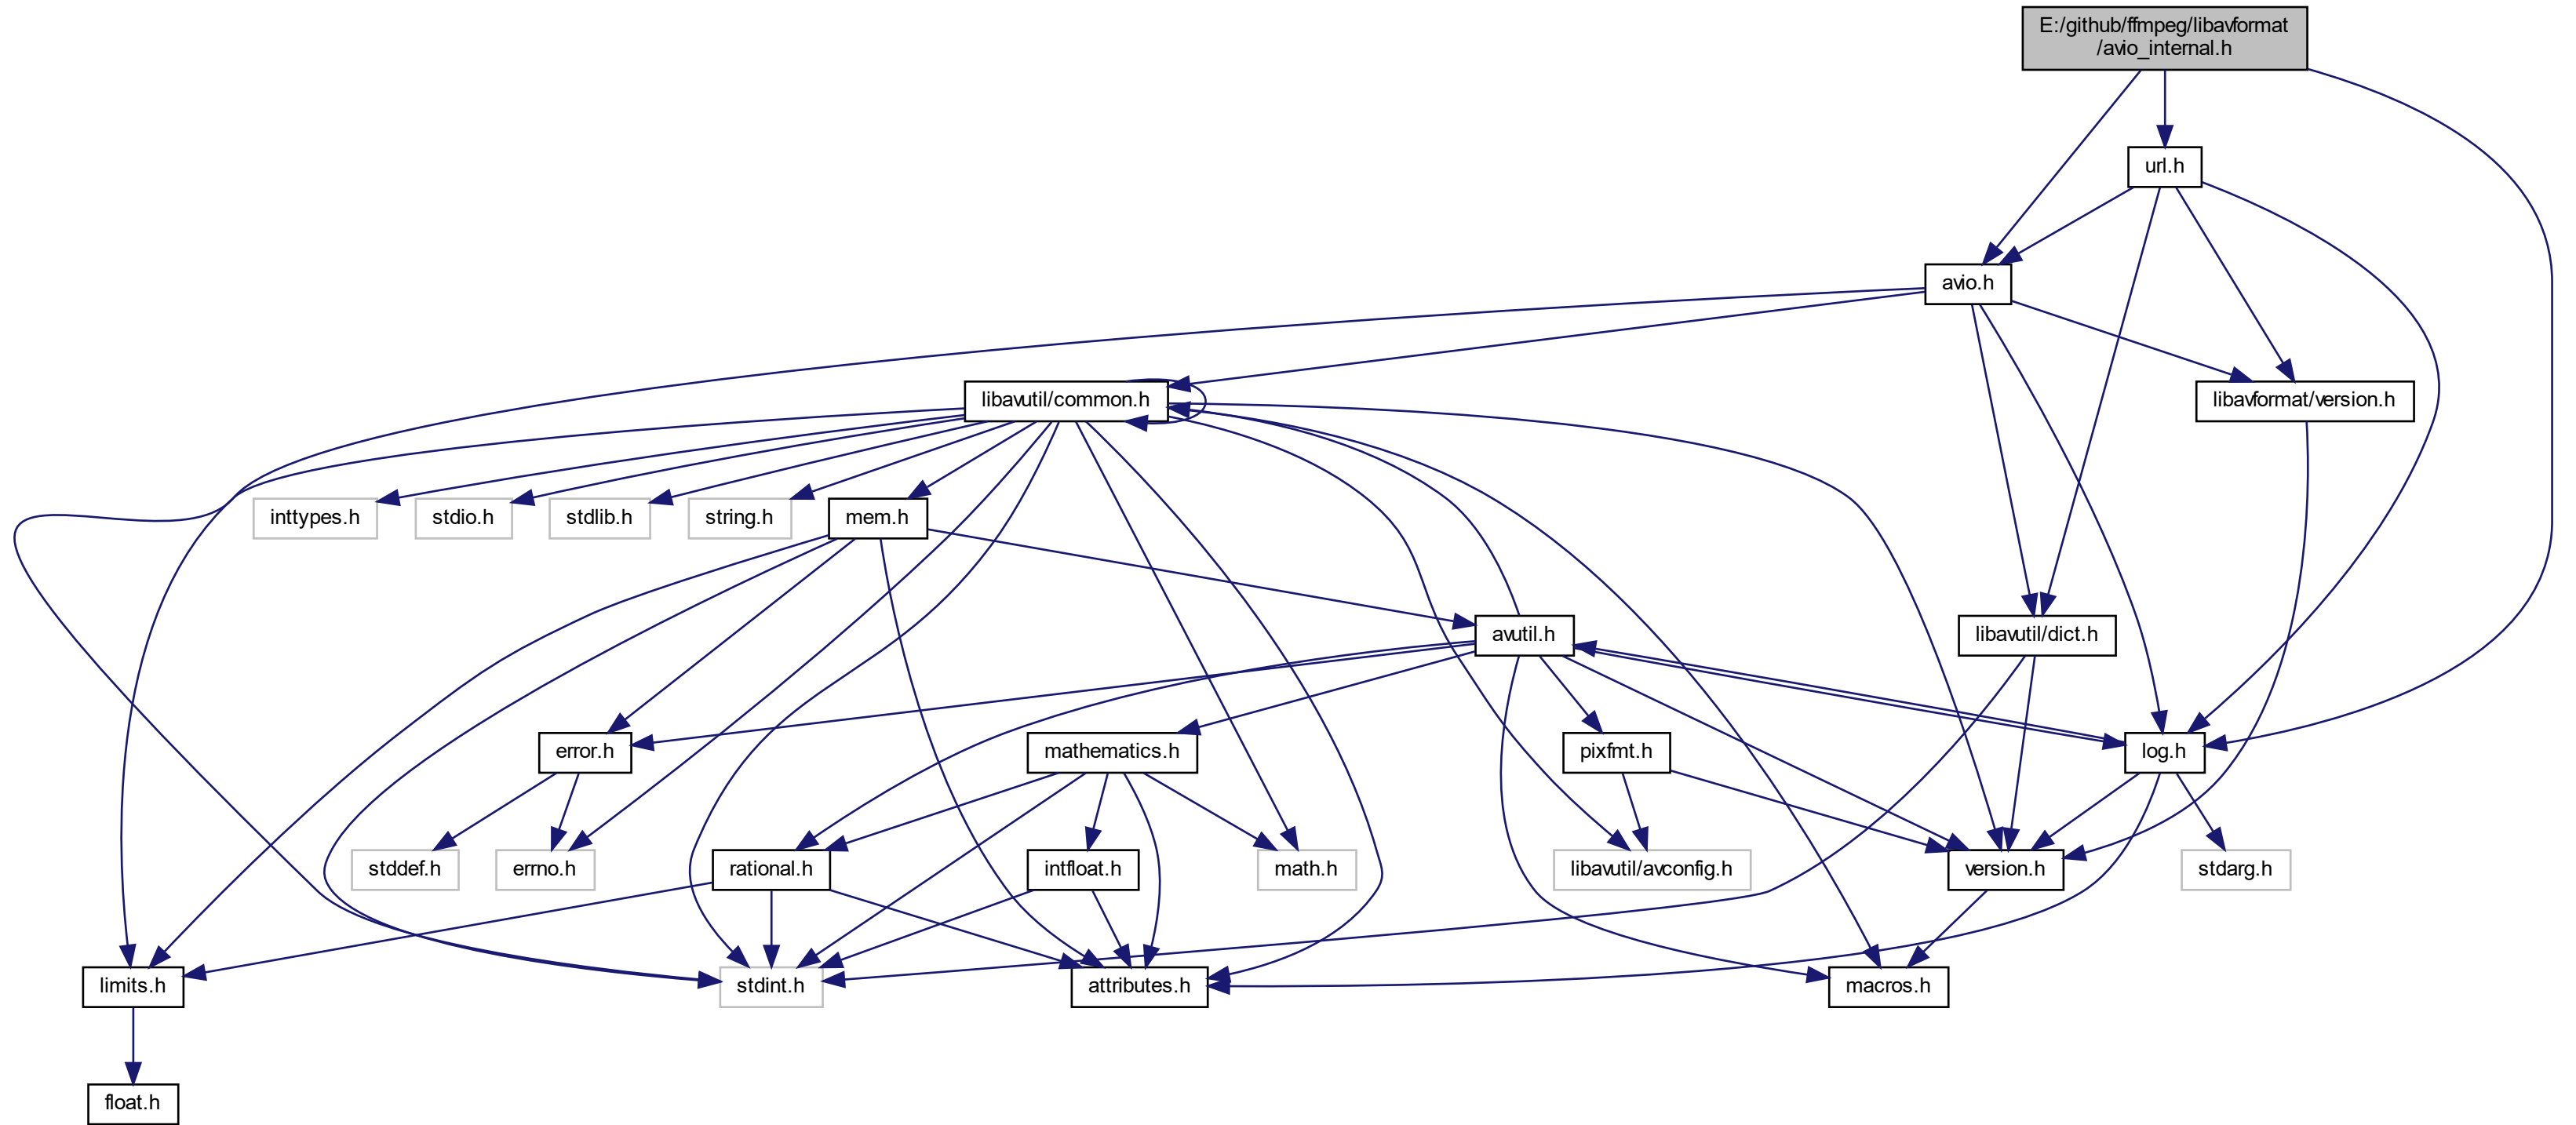 E:/github/ffmpeg/libavformat
/avio_internal.h
url.h
avio.h
libavutil/common.h
libavformat/version.h
inttypes.h
stdio.h
stdlib.h
string.h
mem.h
avutil.h
libavutil/dict.h
error.h
mathematics.h
pixfmt.h
log.h
stddef.h
errno.h
rational.h
intfloat.h
math.h
libavutil/avconfig.h
version.h
stdarg.h
limits.h
stdint.h
attributes.h
macros.h
float.h